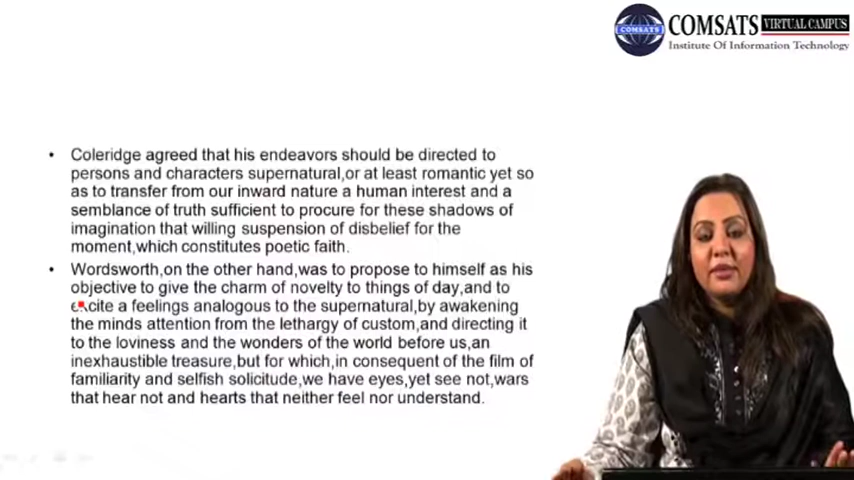 COMSATS
COMSATS VIRTUAL CAMPUS
Institute Of Information Technology
• Coleridge agreed that his endeavors should be directed to
persons and characters supernatural,or at least romantic yet so
as to transfer from our inward nature a human interest and a
semblance of truth sufficient to procure for these shadows of
imagination that willing suspension of disbelief for the
moment,which constitutes poetic faith.
• Wordsworth,on the other hand,was to propose to himself as his
objective to give the charm of novelty to things of day,and to
excite a feelings analogous to the supernatural,by awakening
the minds attention from the lethargy of custom,and directing it
to the loviness and the wonders of the world before us,an
inexhaustible treasure,but for which,in consequent of the film of
familiarity and selfish solicitude,we have eyes,yet see not,wars
that hear not and hearts that neither feel nor understand.